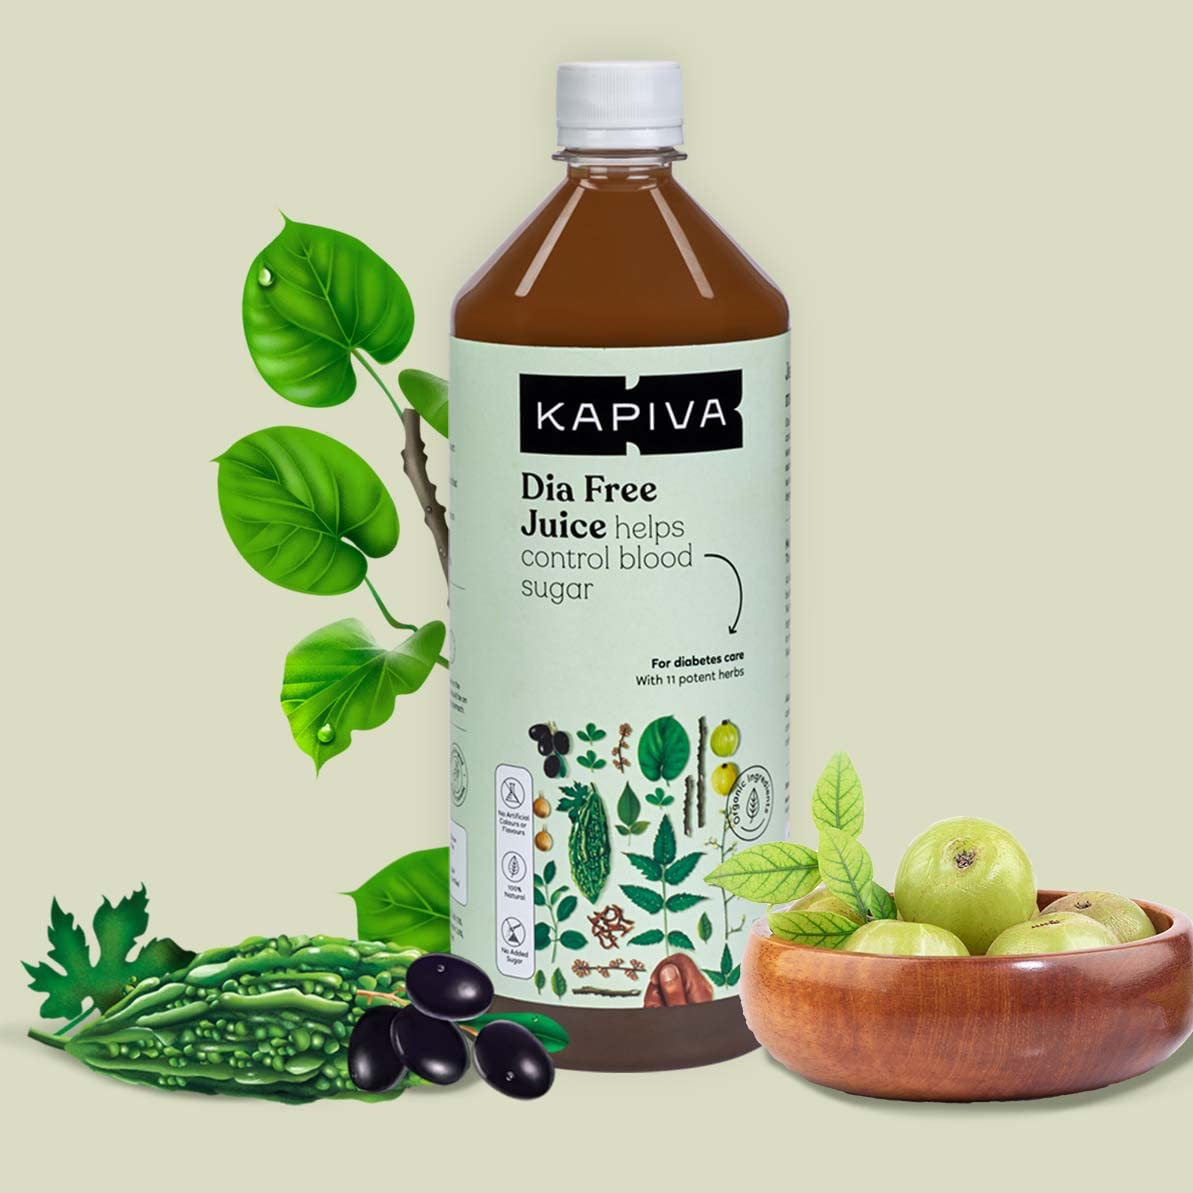 KAPIVA
Dia Free
Juice helps
control blood
sugar
For diabetes care
With 11 potent herbs
Organic Ingredients
No Artificial
Colours or
Flavours
100%
Natural
No Added
Sugar